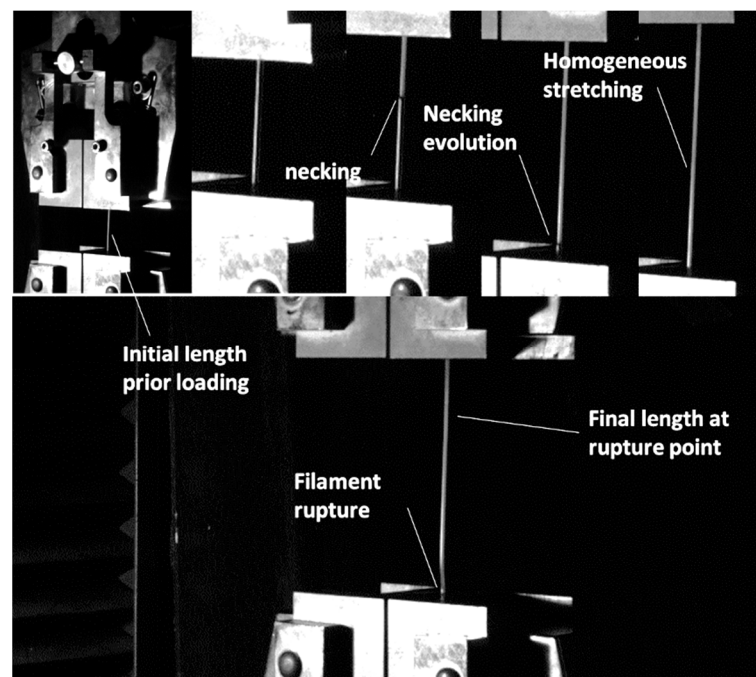 Homogeneous
stretching
Necking
evolution
necking
Initial length
prior loading
Final length at
rupture point
Filament
rupture